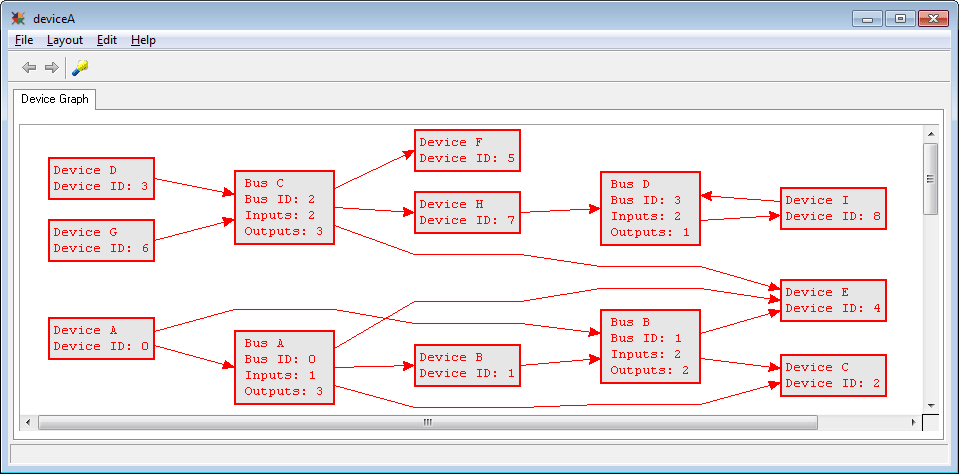 deviceA
File Layout Edit Help
Device Graph
Device D
Device ID: 3
Device G
Device ID: 6
Bus C
Bus ID: 2
Inputs: 2
Outputs: 3
Device F
Device ID: 5
Device H
Device ID: 7
Bus D
Bus ID: 3
Inputs: 2
Outputs: 1
Device I
Device ID: 8
Device E
Device ID: 4
Device A
Device ID: 0
Bus A
Bus ID: 0
Inputs: 1
Outputs: 3
Device B
Device ID: 1
Bus B
Bus ID: 1
Inputs: 2
Outputs: 2
Device C
Device ID: 2